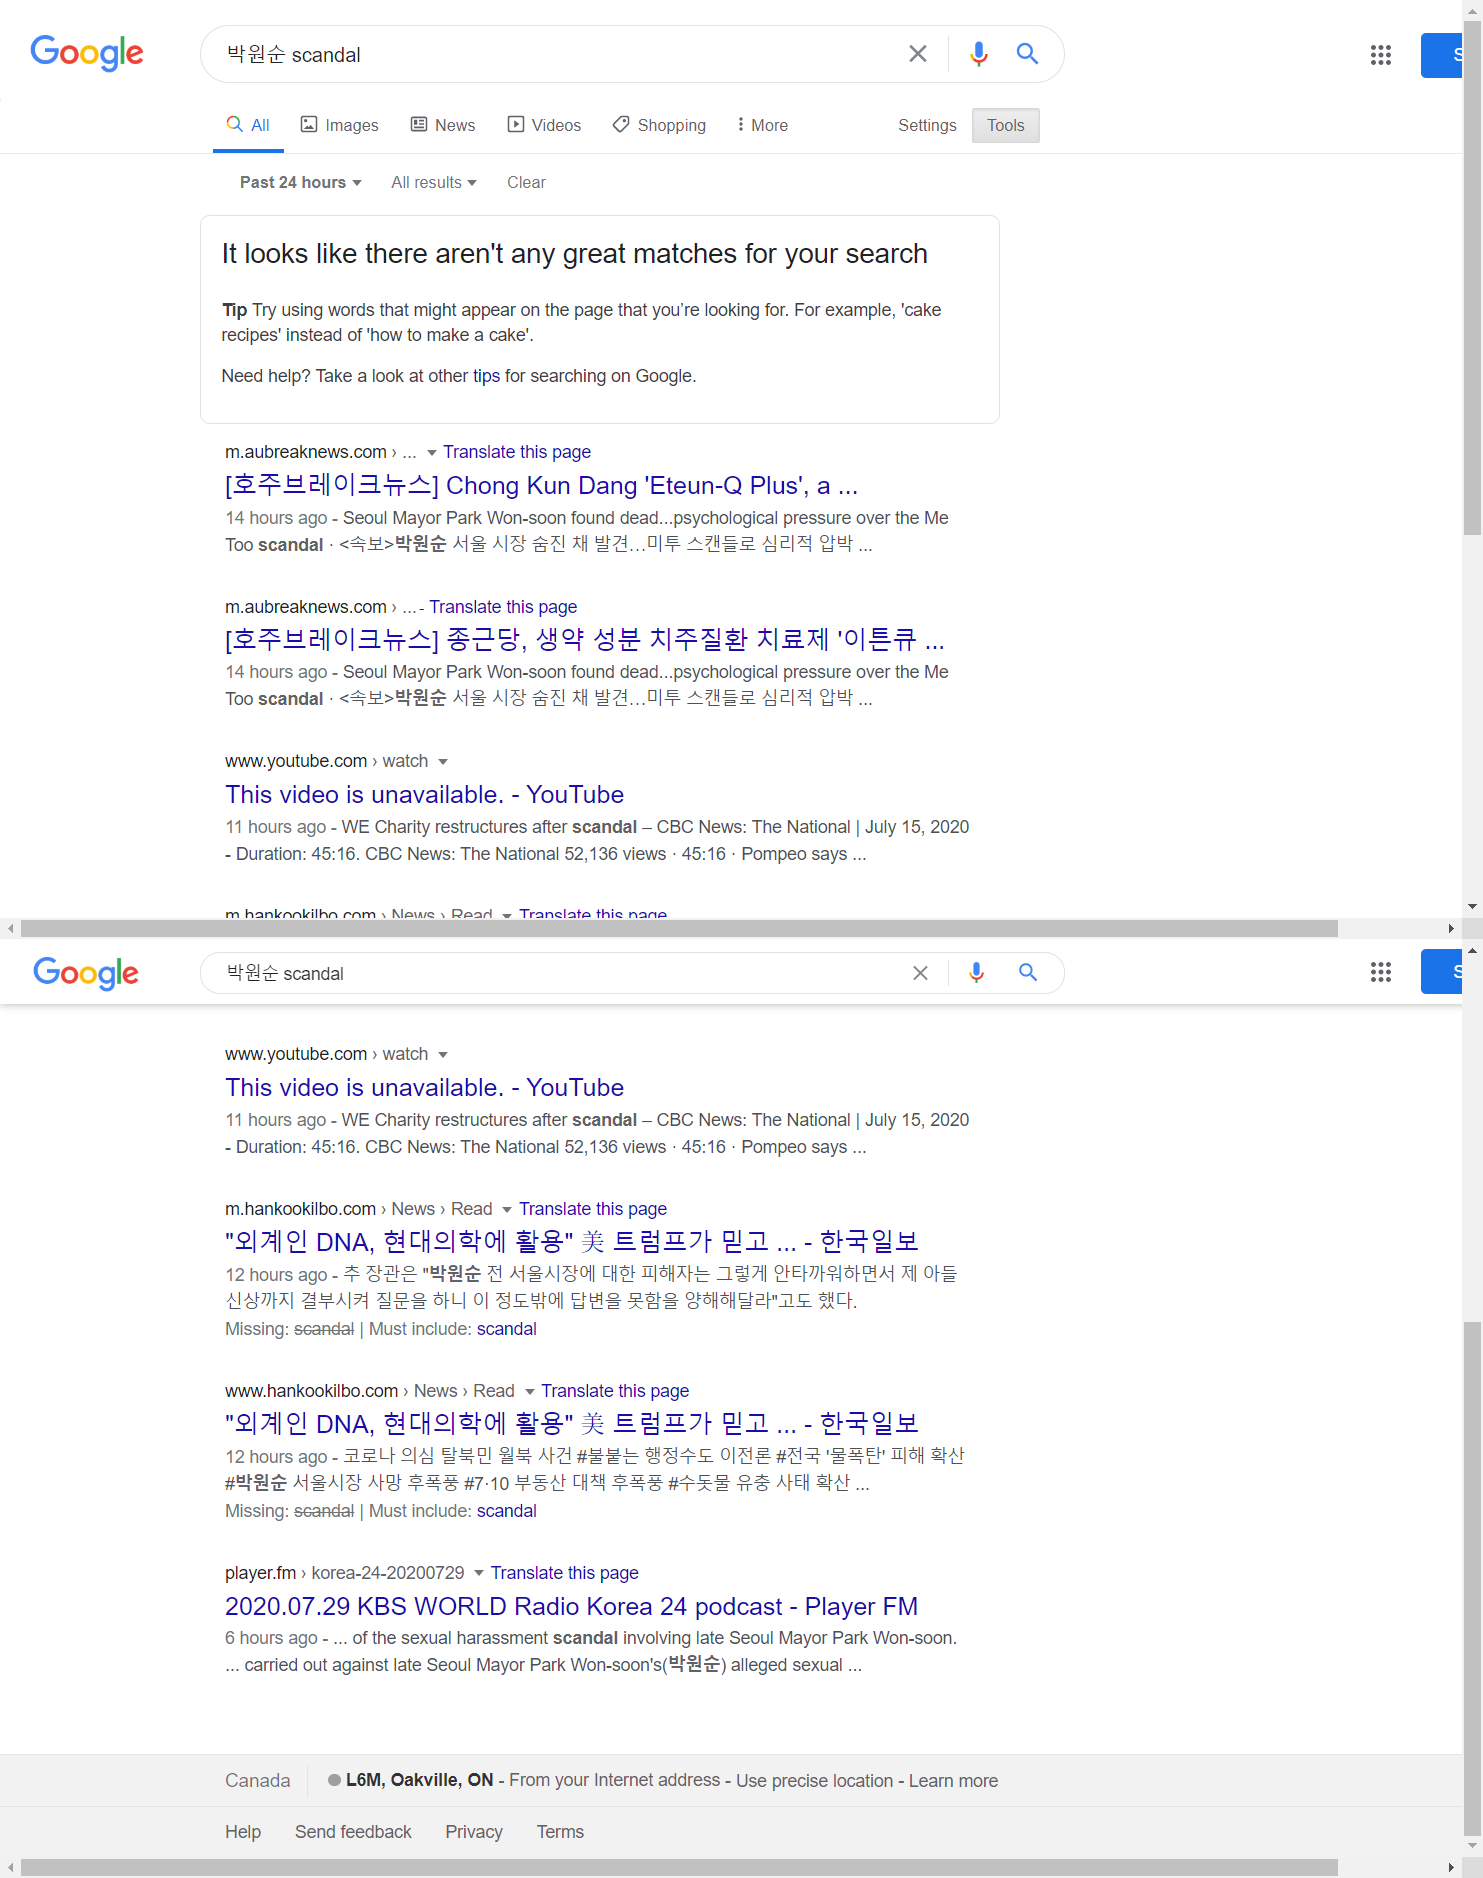 Google
박원순 scandal
S
All Images News Videos Shopping More Settings Tools
Past 24 hours All results Clear
It looks like there aren't any great matches for your search
Tip Try using words that might appear on the page that you’re looking for. For example, 'cake
recipes' instead of 'how to make a cake'.
Need help? Take a look at other tips for searching on Google.
m.aubreaknews.com › ... Translate this page
[호주브레이크뉴스] Chong Kun Dang 'Eteun-Q Plus', a ...
14 hours ago - Seoul Mayor Park Won-soon found dead...psychological pressure over the Me
Too scandal · <속보>박원순 서울 시장 숨진 채 발견…미투 스캔들로 심리적 압박 ...
m.aubreaknews.com › ... - Translate this page
[호주브레이크뉴스] 종근당, 생약 성분 치주질환 치료제 '이튼큐 ...
14 hours ago - Seoul Mayor Park Won-soon found dead...psychological pressure over the Me
Too scandal · <속보>박원순 서울 시장 숨진 채 발견…미투 스캔들로 심리적 압박 ...
www.youtube.com › watch
This video is unavailable. - YouTube
11 hours ago - WE Charity restructures after scandal – CBC News: The National | July 15, 2020
- Duration: 45:16. CBC News: The National 52,136 views · 45:16 · Pompeo says ...
m.hankookilbo.com › News › Read Translate this page
Google
박원순 scandal
S
www.youtube.com › watch
This video is unavailable. - YouTube
11 hours ago - WE Charity restructures after scandal – CBC News: The National | July 15, 2020
- Duration: 45:16. CBC News: The National 52,136 views · 45:16 · Pompeo says ...
m.hankookilbo.com › News › Read Translate this page
"외계인 DNA, 현대의학에 활용" 美 트럼프가 믿고 ... - 한국일보
12 hours ago - 추 장관은 "박원순 전 서울시장에 대한 피해자는 그렇게 안타까워하면서 제 아들
신상까지 결부시켜 질문을 하니 이 정도밖에 답변을 못함을 양해해달라"고도 했다.
Missing: scandal | Must include: scandal
www.hankookilbo.com › News › Read Translate this page
"외계인 DNA, 현대의학에 활용" 美 트럼프가 믿고 ... - 한국일보
12 hours ago - 코로나 의심 탈북민 월북 사건 #불붙는 행정수도 이전론 #전국 '물폭탄' 피해 확산
#박원순 서울시장 사망 후폭풍 #7·10 부동산 대책 후폭풍 #수돗물 유충 사태 확산 ...
Missing: scandal | Must include: scandal
player.fm › korea-24-20200729 Translate this page
2020.07.29 KBS WORLD Radio Korea 24 podcast - Player FM
6 hours ago - ... of the sexual harassment scandal involving late Seoul Mayor Park Won-soon.
... carried out against late Seoul Mayor Park Won-soon's(박원순) alleged sexual ...
Canada L6M, Oakville, ON - From your Internet address - Use precise location - Learn more
Help Send feedback Privacy Terms